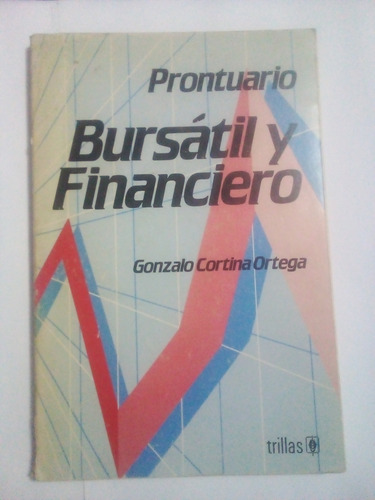 Prontuario
Bursátil y
Financiero
Gonzalo Cortina Ortega
trillas